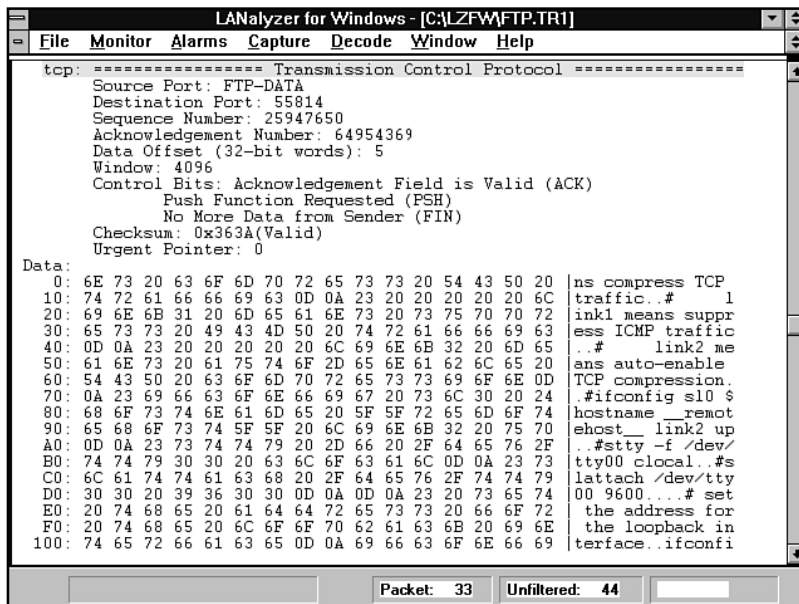 LANalyzer for Windows - [C:\LZFW\FTP.TR1]
File Monitor Alarms Capture Decode Window Help
tcp: ================= Transmission Control Protocol =================
Source Port: FTP-DATA
Destination Port: 55814
Sequence Number: 25947650
Acknowledgement Number: 64954369
Data Offset (32-bit words): 5
Window: 4096
Control Bits: Acknowledgement Field is Valid (ACK)
Push Function Requested (PSH)
No More Data from Sender (FIN)
Checksum: 0x363A(Valid)
Urgent Pointer: 0
Data:
0: 6E 73 20 63 6F 6D 70 72 65 73 73 20 54 43 50 20 |ns compress TCP
10: 74 72 61 66 66 69 63 0D 0A 23 20 20 20 20 20 6C |traffic..#     l
20: 69 6E 6B 31 20 6D 65 61 6E 73 20 73 75 70 70 72 |ink1 means suppr
30: 65 73 73 20 49 43 4D 50 20 74 72 61 66 66 69 63 |ess ICMP traffic
40: 0D 0A 23 20 20 20 20 20 6C 69 6E 6B 32 20 6D 65 |..#     link2 me
50: 61 6E 73 20 61 75 74 6F 2D 65 6E 61 62 6C 65 20 |ans auto-enable
60: 54 43 50 20 63 6F 6D 70 72 65 73 73 69 6F 6E 0D |TCP compression.
70: 0A 23 69 66 63 6F 6E 66 69 67 20 73 6C 30 20 24 |.#ifconfig sl0 $
80: 68 6F 73 74 6E 61 6D 65 20 5F 5F 72 65 6D 6F 74 |hostname __remot
90: 65 68 6F 73 74 5F 5F 20 6C 69 6E 6B 32 20 75 70 |ehost__ link2 up
A0: 0D 0A 23 73 74 74 79 20 2D 66 20 2F 64 65 76 2F |..#stty -f /dev/
B0: 74 74 79 30 30 20 63 6C 6F 63 61 6C 0D 0A 23 73 |tty00 clocal..#s
C0: 6C 61 74 74 61 63 68 20 2F 64 65 76 2F 74 74 79 |lattach /dev/tty
D0: 30 30 20 39 36 30 30 0D 0A 0D 0A 23 20 73 65 74 |00 9600....# set
E0: 20 74 68 65 20 61 64 64 72 65 73 73 20 66 6F 72 | the address for
F0: 20 74 68 65 20 6C 6F 6F 70 62 61 63 6B 20 69 6E | the loopback in
100: 74 65 72 66 61 63 65 0D 0A 69 66 63 6F 6E 66 69 |terface..ifconfi
Packet: 33 Unfiltered: 44